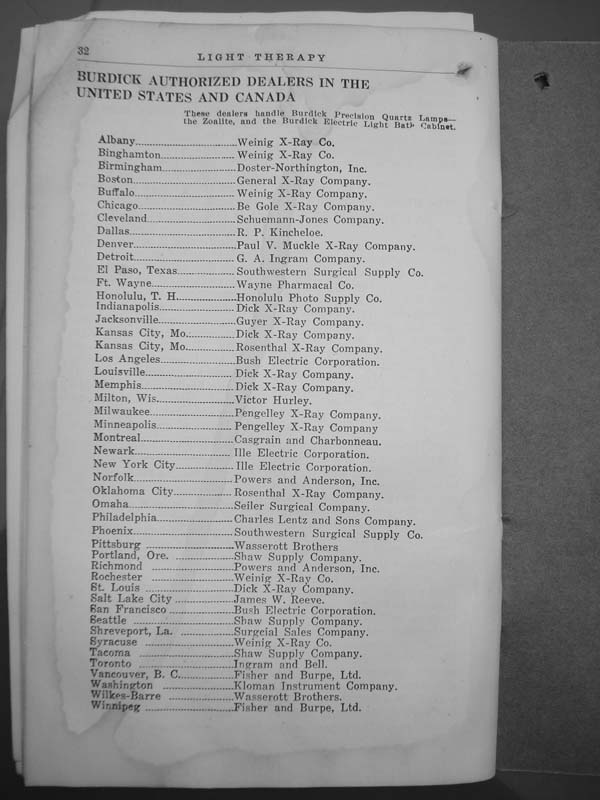 32
LIGHT THERAPY
BURDICK AUTHORIZED DEALERS IN THE
UNITED STATES AND CANADA
These dealers handle Burdick Precision Quartz Lamps—
the Zoalite, and the Burdick Electric Light Bath Cabinet.
Albany..............................Weinig X-Ray Co.
Binghamton..............................Weinig X-Ray Co.
Birmingham..............................Doster-Northington, Inc.
Boston..............................General X-Ray Company.
Buffalo..............................Weinig X-Ray Company.
Chicago..............................Be Gole X-Ray Company.
Cleveland..............................Schuemann-Jones Company.
Dallas..............................R. P. Kincheloe.
Denver..............................Paul V. Muckle X-Ray Company.
Detroit..............................G. A. Ingram Company.
El Paso, Texas..............................Southwestern Surgical Supply Co.
Ft. Wayne..............................Wayne Pharmacal Co.
Honolulu, T. H..............................Honolulu Photo Supply Co.
Indianapolis..............................Dick X-Ray Company.
Jacksonville..............................Guyer X-Ray Company.
Kansas City, Mo..............................Dick X-Ray Company.
Kansas City, Mo..............................Rosenthal X-Ray Company.
Los Angeles..............................Bush Electric Corporation.
Louisville..............................Dick X-Ray Company.
Memphis..............................Dick X-Ray Company.
Milton, Wis..............................Victor Hurley.
Milwaukee..............................Pengelley X-Ray Company.
Minneapolis..............................Pengelley X-Ray Company
Montreal..............................Casgrain and Charbonneau.
Newark..............................Ille Electric Corporation.
New York City..............................Ille Electric Corporation.
Norfolk..............................Powers and Anderson, Inc.
Oklahoma City..............................Rosenthal X-Ray Company.
Omaha..............................Seiler Surgical Company.
Philadelphia..............................Charles Lentz and Sons Company.
Phoenix..............................Southwestern Surgical Supply Co.
Pittsburg ..............................Wasserott Brothers
Portland, Ore. ..............................Shaw Supply Company.
Richmond ..............................Powers and Anderson, Inc.
Rochester ..............................Weinig X-Ray Co.
St. Louis ..............................Dick X-Ray Company.
Salt Lake City ..............................James W. Reeve.
San Francisco ..............................Bush Electric Corporation.
Seattle ..............................Shaw Supply Company.
Shreveport, La. ..............................Surgcial Sales Company.
Syracuse ..............................Weinig X-Ray Co.
Tacoma ..............................Shaw Supply Company.
Toronto ..............................Ingram and Bell.
Vancouver, B. C..............................Fisher and Burpe, Ltd.
Washington ..............................Kloman Instrument Company.
Wilkes-Barre ..............................Wasserott Brothers.
Winnipeg ..............................Fisher and Burpe, Ltd.